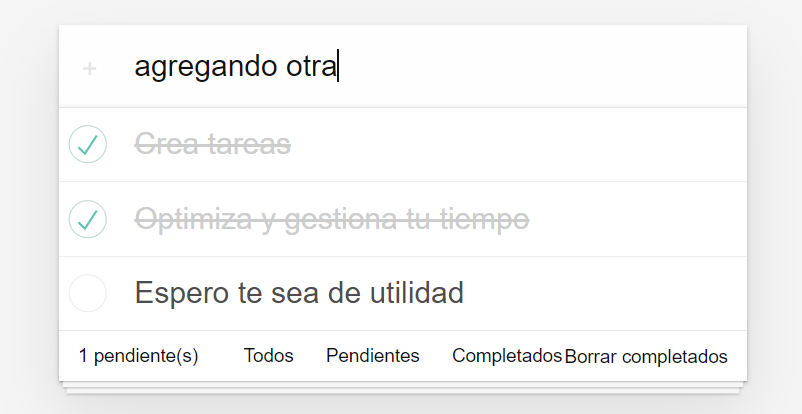 + agregando otra
Crea tareas
Optimiza y gestiona tu tiempo
Espero te sea de utilidad
1 pendiente(s) Todos Pendientes Completados Borrar completados